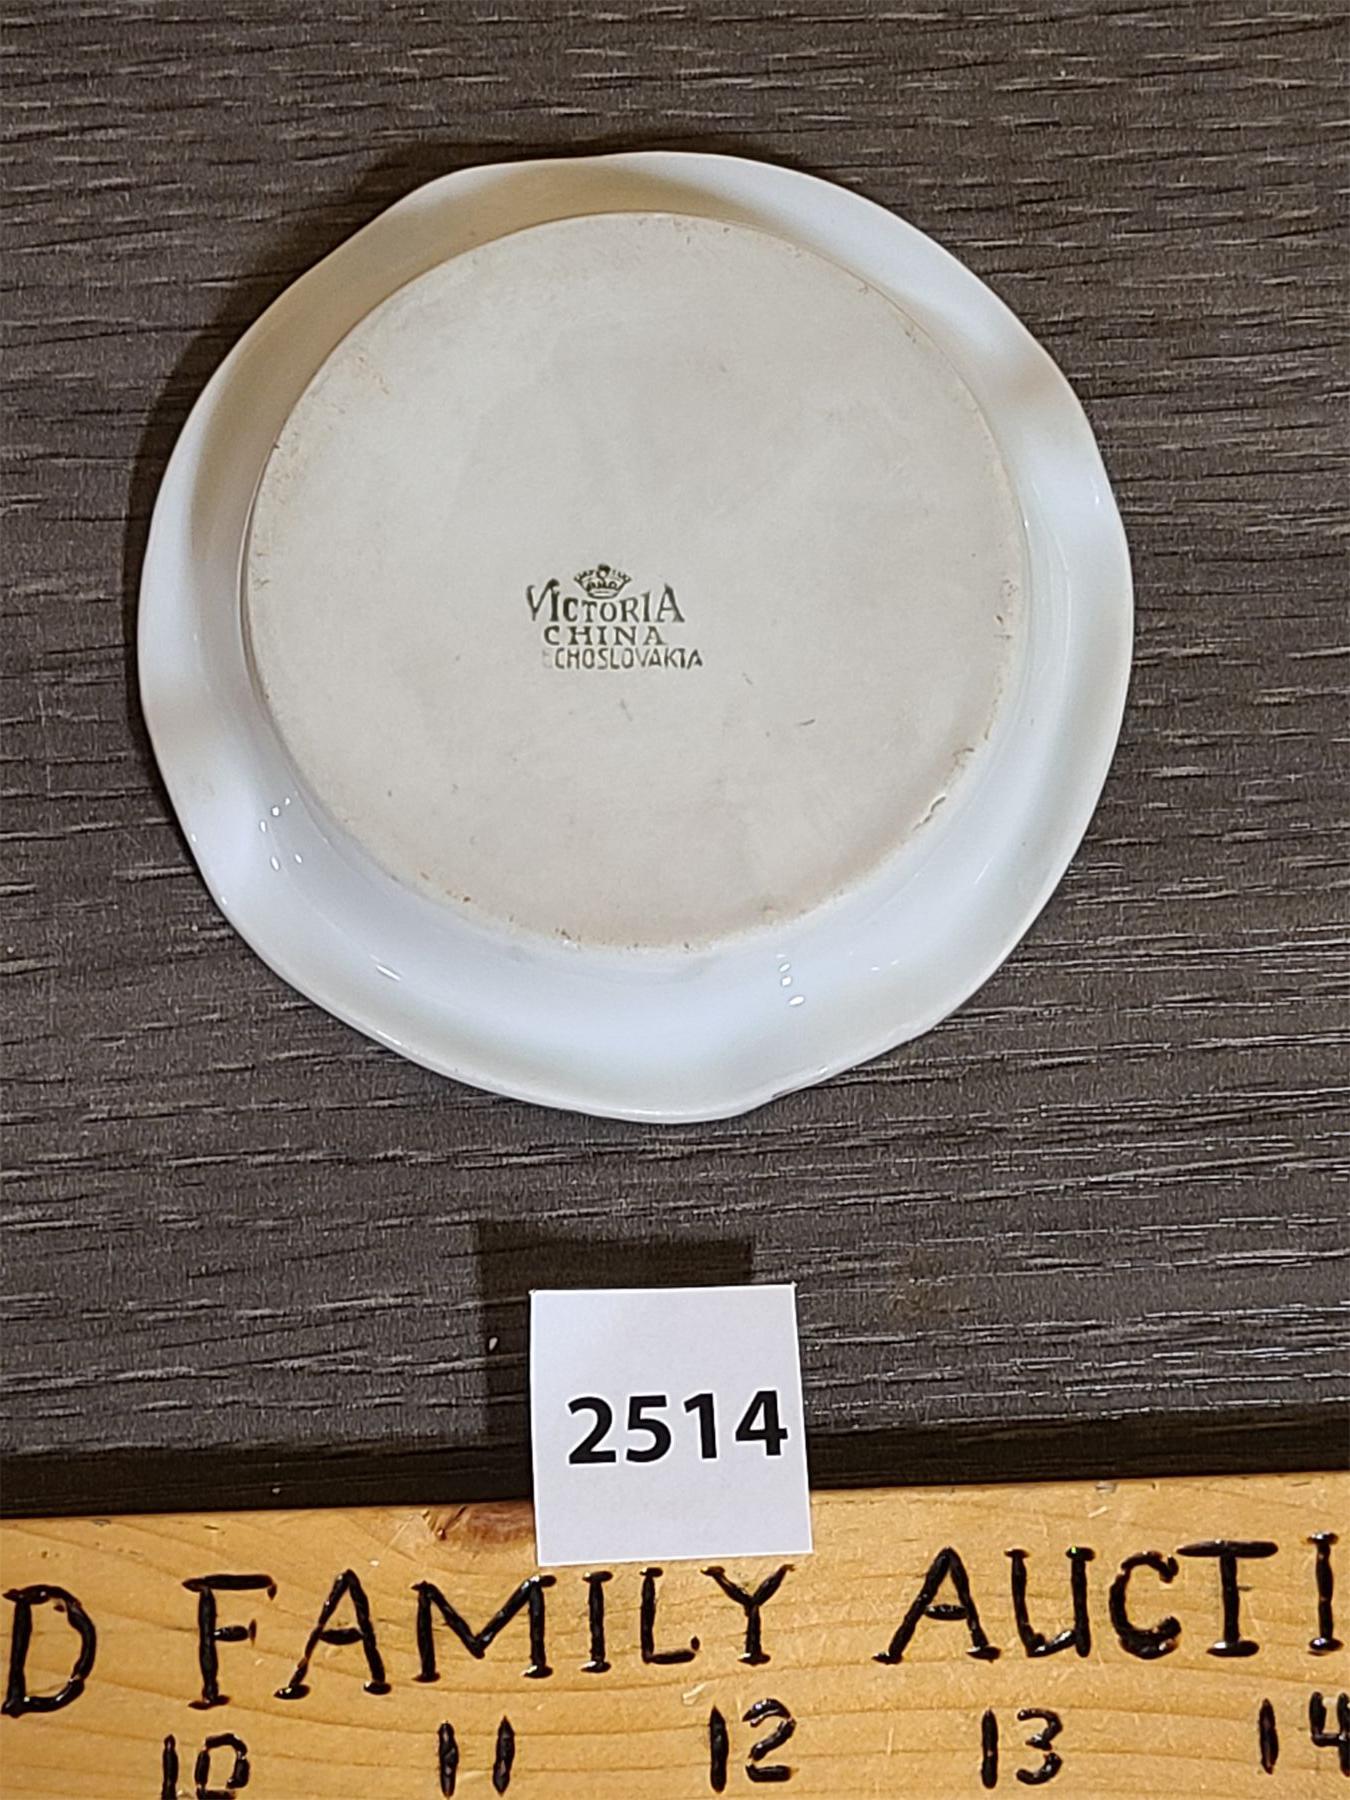 VICTORIA
CHINA
CHOSLOVAKIA
2514
D FAMILY AUCTI
10 11 12 13 14